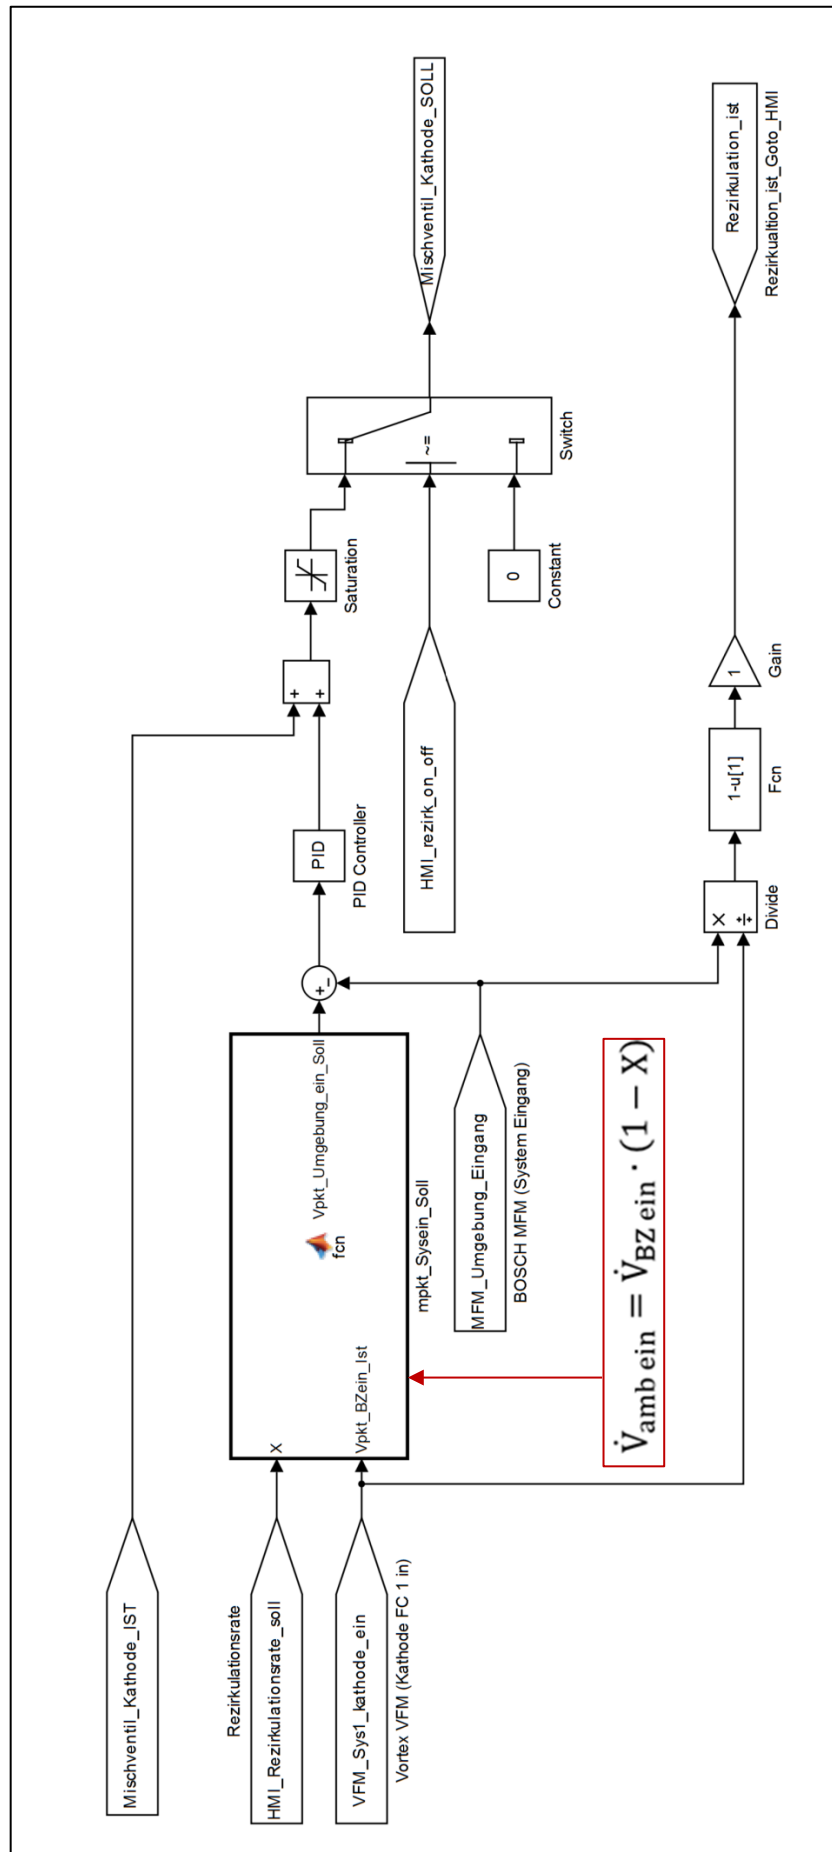 Mischventil_Kathode_IST
Rezirkulationsrate
HMI_Rezirkulationsrate_soll
X
VFM_Sys1_kathode_ein
Vortex VFM (Kathode FC 1 in)
Vpkt_BZein_Ist
fcn
Vpkt_Umgebung_ein_Soll
mpkt_Sysein_Soll
MFM_Umgebung_Eingang
BOSCH MFM (System Eingang)
V̇amb ein = V̇BZ ein · (1 − X)
+
−
PID
PID Controller
+
+
Saturation
HMI_rezirk_on_off
0
Constant
~=
Switch
Mischventil_Kathode_SOLL
×
÷
Divide
1-u[1]
Fcn
1
Gain
Rezirkulation_ist
Rezirkualtion_ist_Goto_HMI